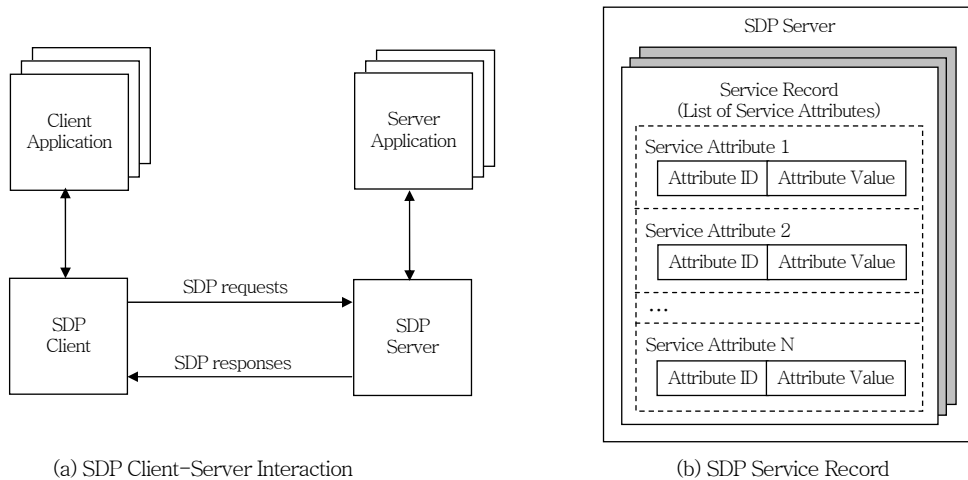 Client
Application
Server
Application
SDP requests
SDP
Client
SDP
Server
SDP responses
(a) SDP Client-Server Interaction
SDP Server
Service Record
(List of Service Attributes)
Service Attribute 1
Attribute ID Attribute Value
Service Attribute 2
Attribute ID Attribute Value
...
Service Attribute N
Attribute ID Attribute Value
(b) SDP Service Record